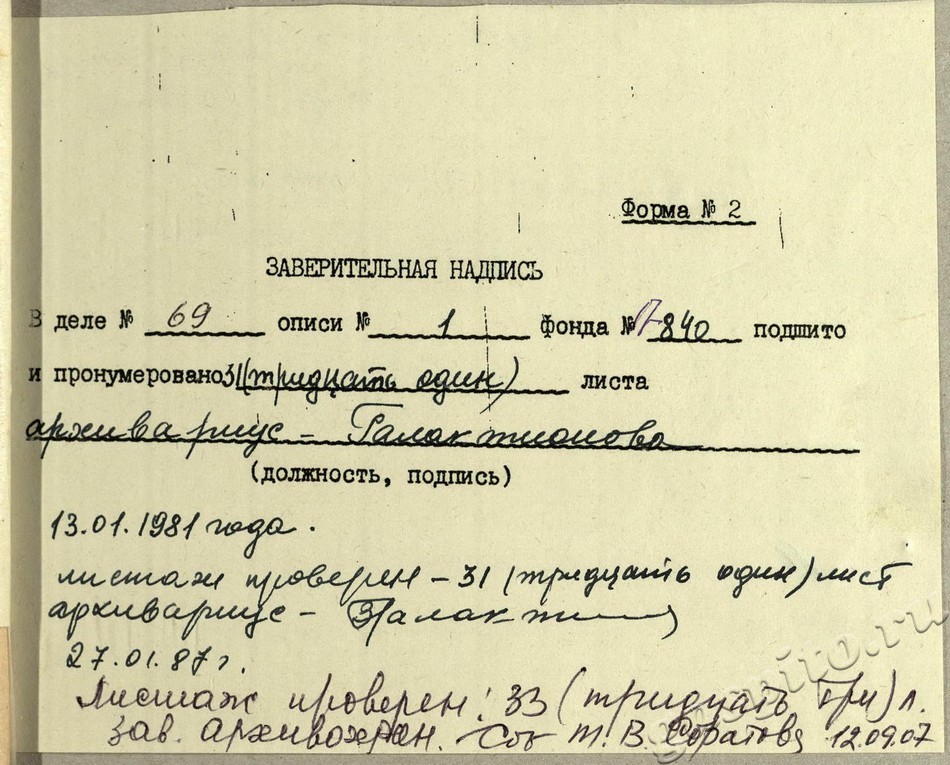 Форма № 2
ЗАВЕРИТЕЛЬНАЯ НАДПИСЬ
В деле № 69 описи № 1 фонда № П-840 подшито
и пронумеровано 31 (тридцать один) листа
архивариус – Галактионова
(должность, подпись)
13.01.1981 года.
листаж проверен – 31 (тридцать один) лист
архивариус –
27.01.87 г.
Листаж проверен: 33 (тридцать три) л.
зав. архивохран. Т. В. 12.09.07